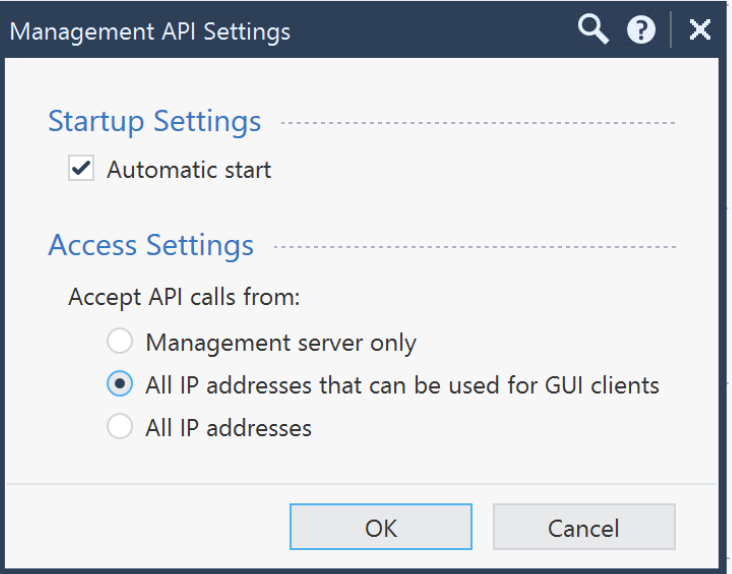 Management API Settings
Startup Settings
Automatic start
Access Settings
Accept API calls from:
Management server only
All IP addresses that can be used for GUI clients
All IP addresses
OK
Cancel